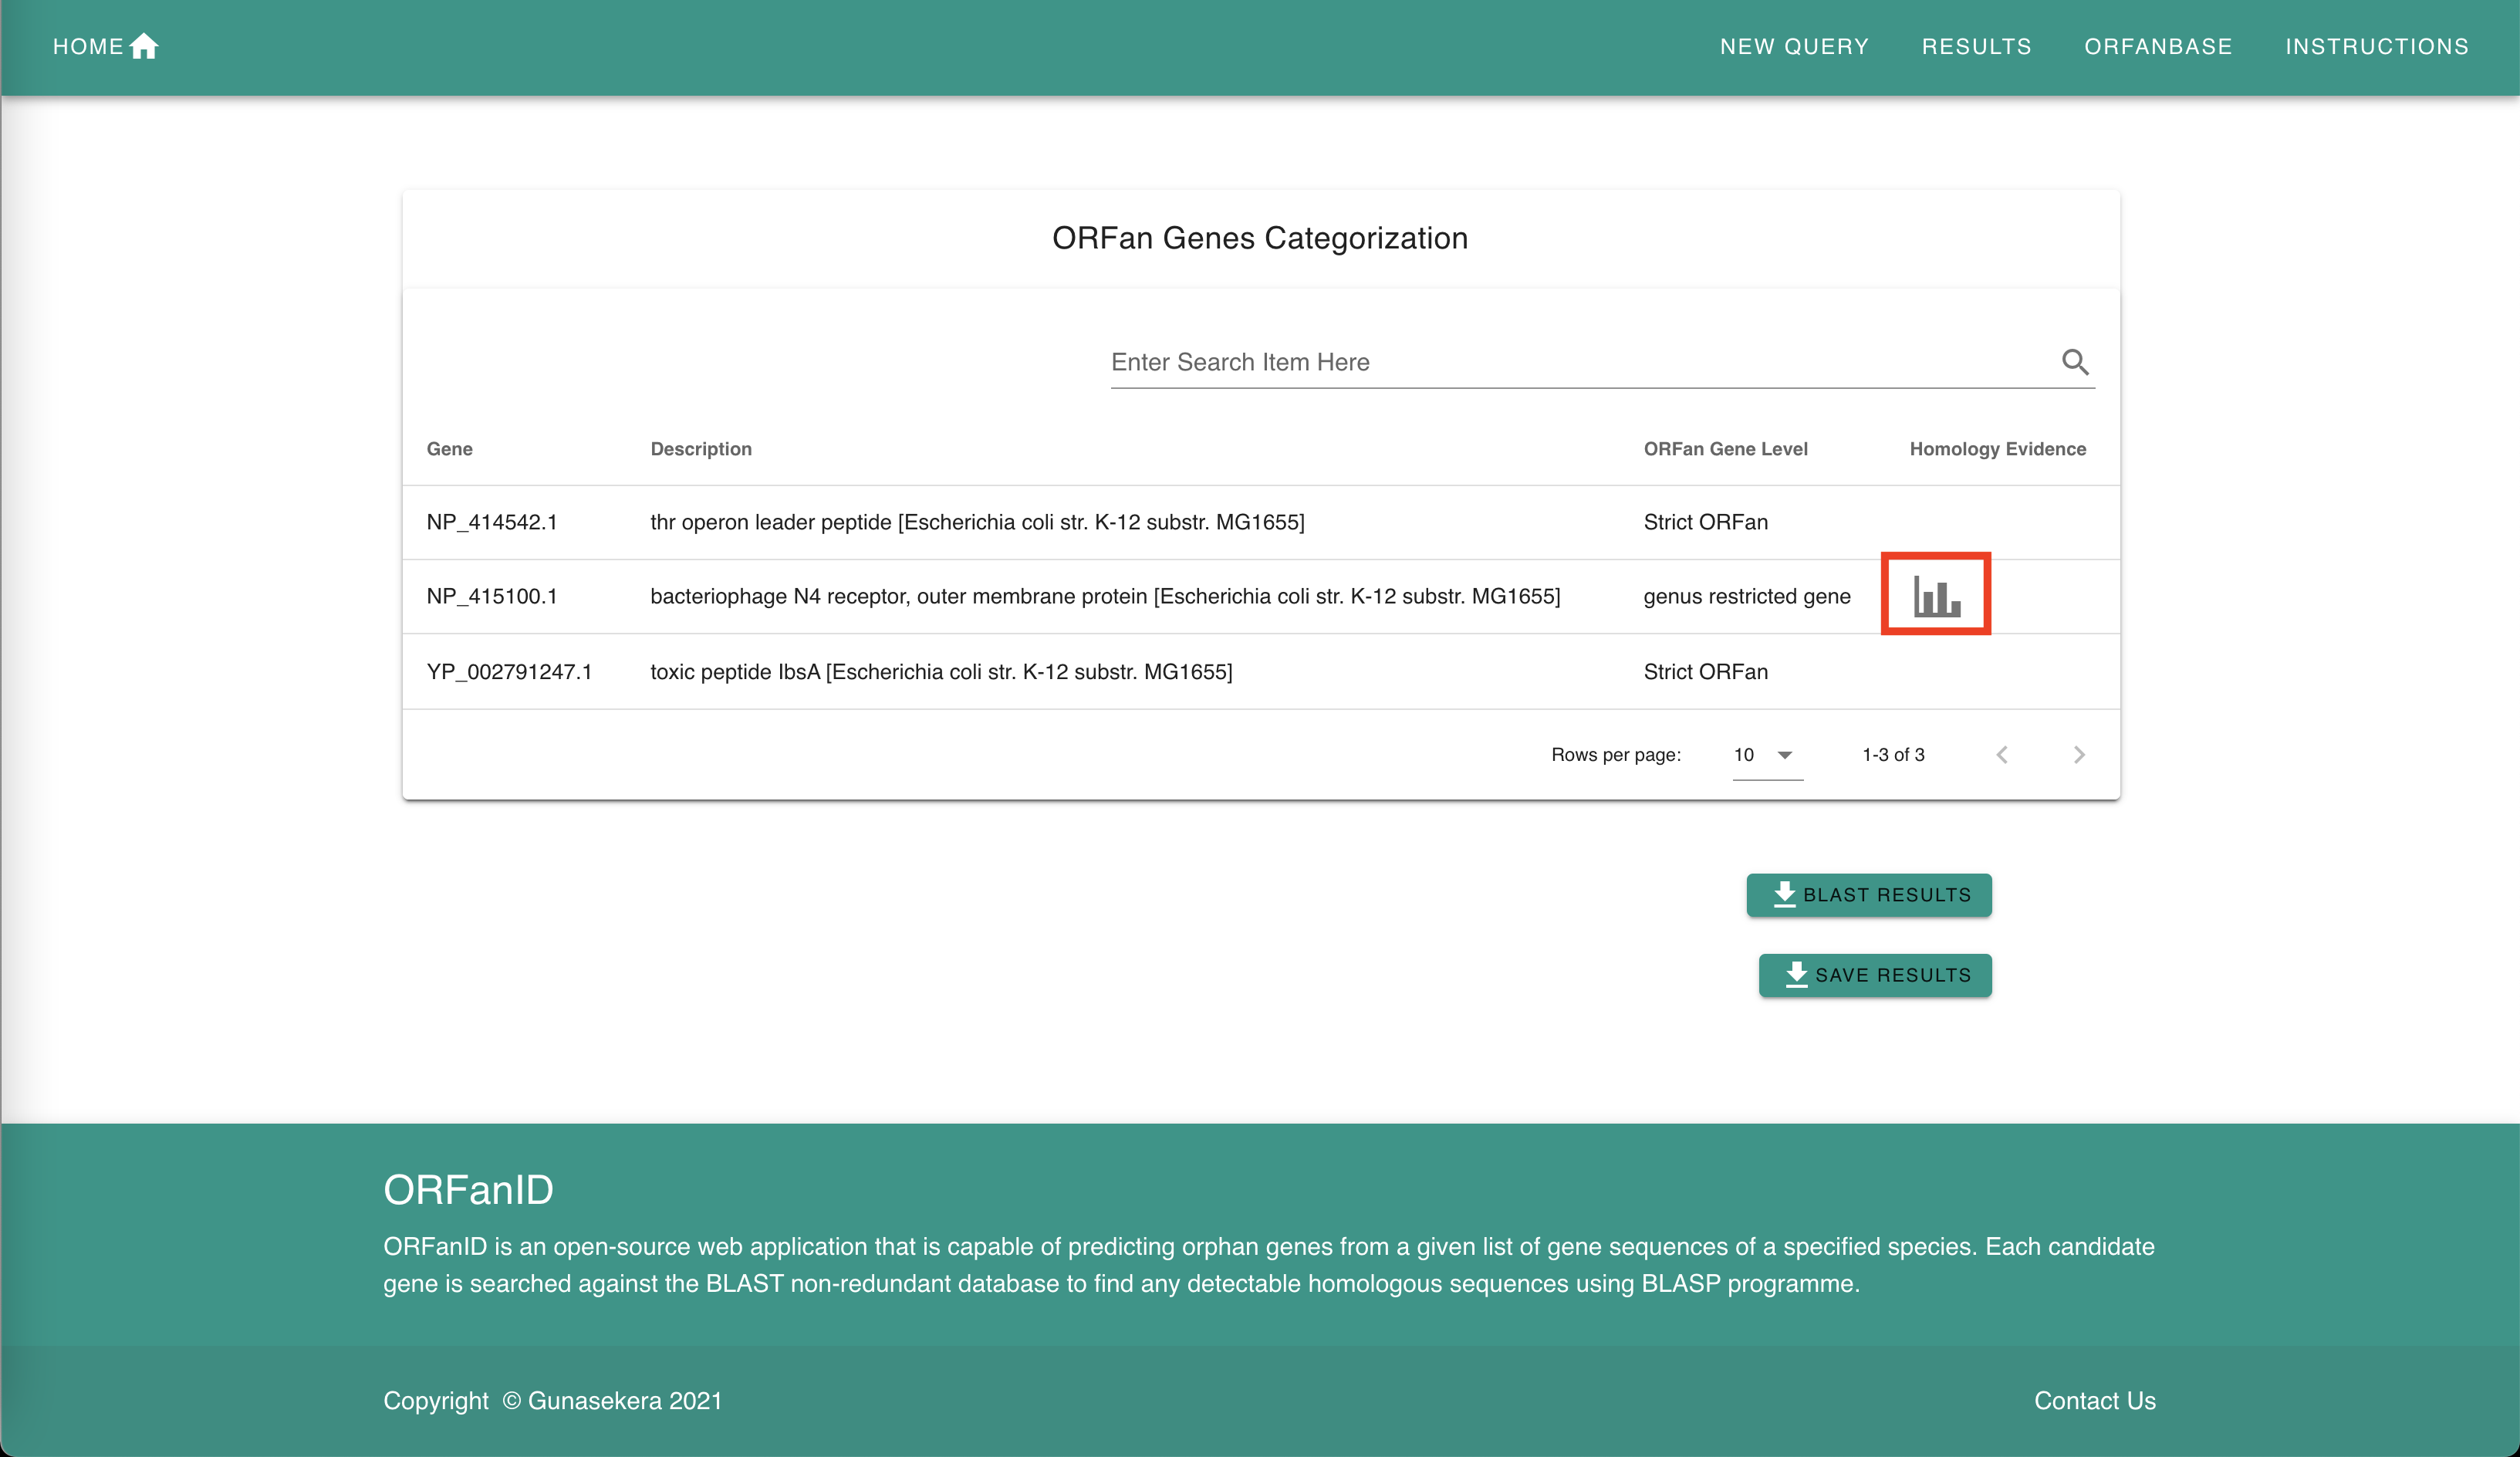 HOME NEW QUERY RESULTS ORFANBASE INSTRUCTIONS
ORFan Genes Categorization
Enter Search Item Here
Gene Description ORFan Gene Level Homology Evidence
NP_414542.1 thr operon leader peptide [Escherichia coli str. K-12 substr. MG1655] Strict ORFan
NP_415100.1 bacteriophage N4 receptor, outer membrane protein [Escherichia coli str. K-12 substr. MG1655] genus restricted gene
YP_002791247.1 toxic peptide IbsA [Escherichia coli str. K-12 substr. MG1655] Strict ORFan
Rows per page: 10 1-3 of 3
BLAST RESULTS
SAVE RESULTS
ORFanID
ORFanID is an open-source web application that is capable of predicting orphan genes from a given list of gene sequences of a specified species. Each candidate
gene is searched against the BLAST non-redundant database to find any detectable homologous sequences using BLASP programme.
Copyright © Gunasekera 2021 Contact Us